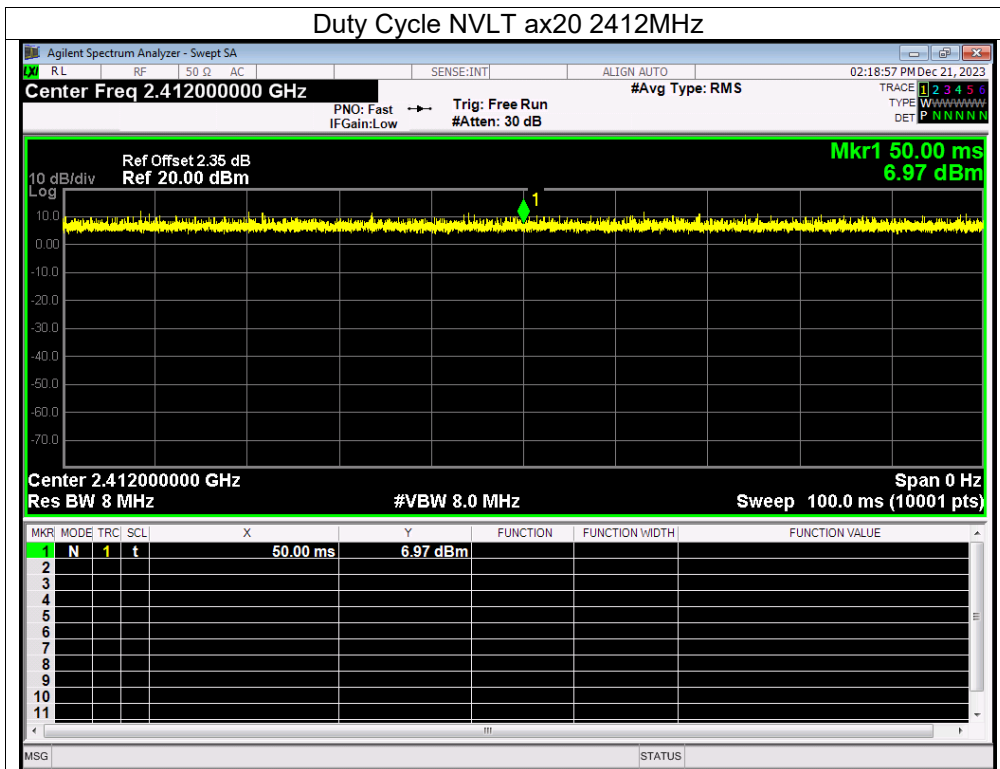 Duty Cycle NVLT ax20 2412MHz
Agilent Spectrum Analyzer - Swept SA
LXI RL RF 50 Ω AC SENSE:INT ALIGN AUTO 02:18:57 PM Dec 21, 2023
Center Freq 2.412000000 GHz #Avg Type: RMS TRACE 1 2 3 4 5 6
PNO: Fast Trig: Free Run TYPE WWWWWW
IFGain:Low #Atten: 30 dB DET P N N N N N
Mkr1 50.00 ms
6.97 dBm
Ref Offset 2.35 dB
10 dB/div Ref 20.00 dBm
Log
1
10.0
0.00
-10.0
-20.0
-30.0
-40.0
-50.0
-60.0
-70.0
Center 2.412000000 GHz Span 0 Hz
Res BW 8 MHz #VBW 8.0 MHz Sweep 100.0 ms (10001 pts)
MKR MODE TRC SCL X Y FUNCTION FUNCTION WIDTH FUNCTION VALUE
1 N 1 t 50.00 ms 6.97 dBm
2
3
4
5
6
7
8
9
10
11
MSG STATUS